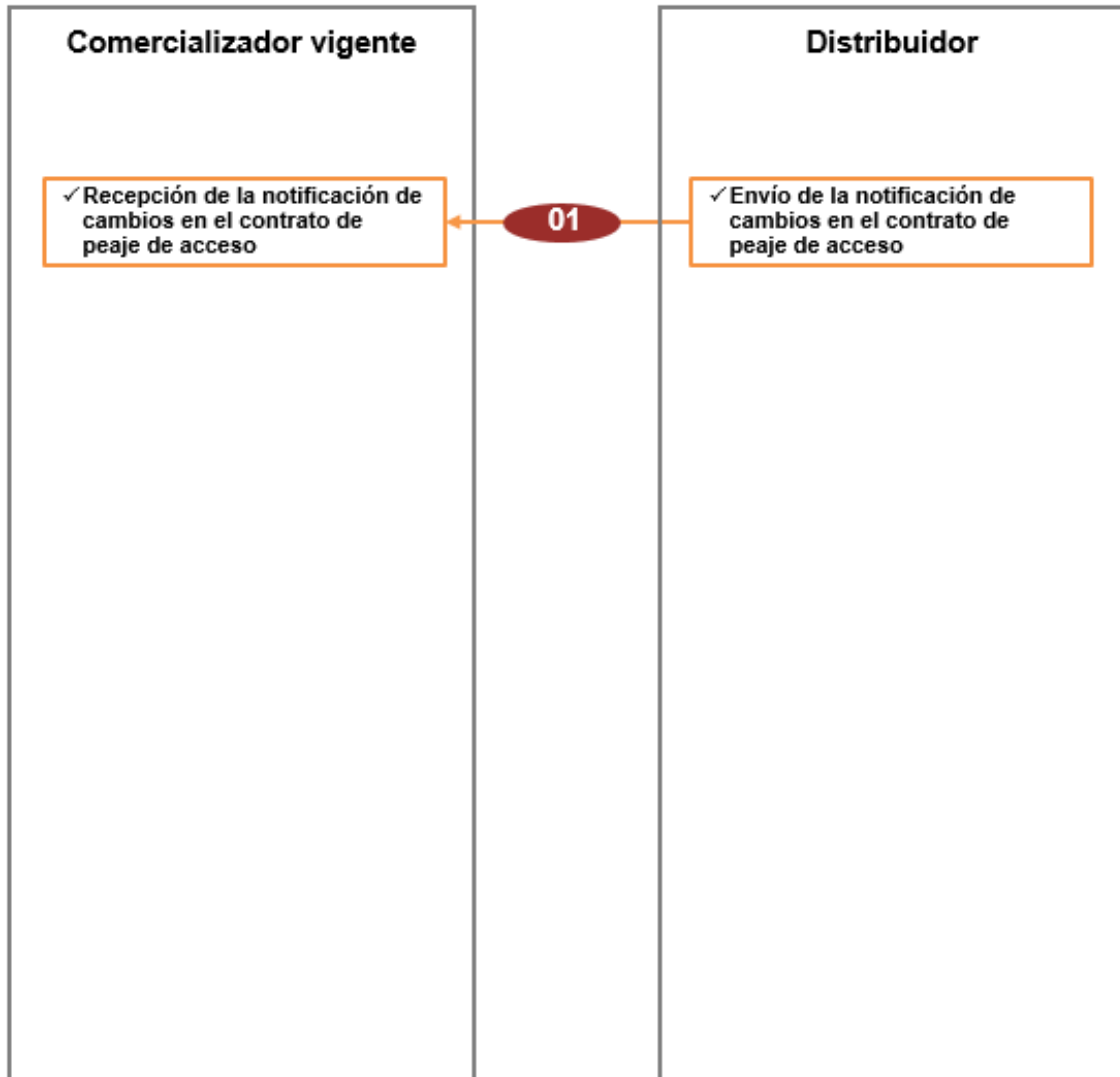 Comercializador vigente
Distribuidor
✓Recepción de la notificación de
cambios en el contrato de
peaje de acceso
01
✓Envío de la notificación de
cambios en el contrato de
peaje de acceso